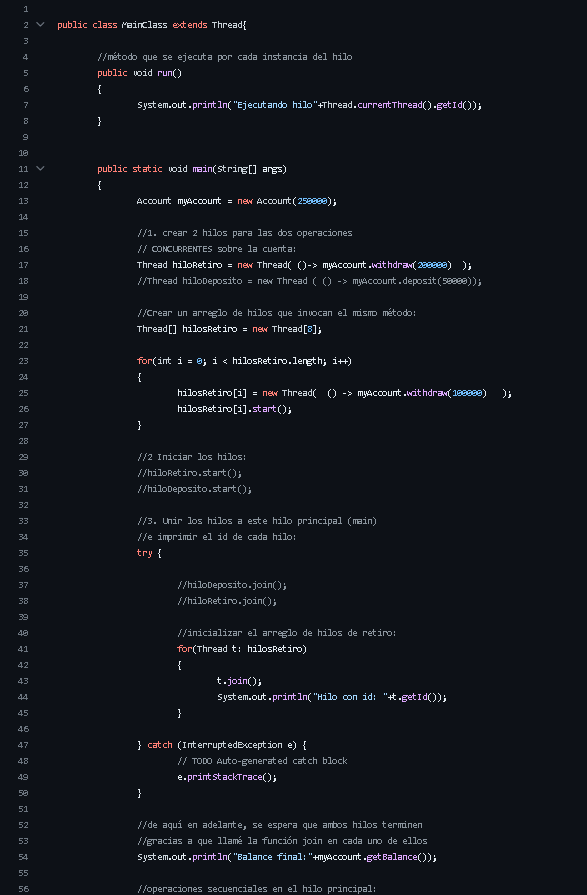 1
2 public class MainClass extends Thread{
3
4 //método que se ejecuta por cada instancia del hilo
5 public void run()
6 {
7 System.out.println("Ejecutando hilo"+Thread.currentThread().getId());
8 }
9
10
11 public static void main(String[] args)
12 {
13 Account myAccount = new Account(250000);
14
15 //1. crear 2 hilos para las dos operaciones
16 // CONCURRENTES sobre la cuenta:
17 Thread hiloRetiro = new Thread( ()-> myAccount.withdraw(200000) );
18 //Thread hiloDeposito = new Thread ( () -> myAccount.deposit(50000));
19
20 //Crear un arreglo de hilos que invocan el mismo método:
21 Thread[] hilosRetiro = new Thread[8];
22
23 for(int i = 0; i < hilosRetiro.length; i++)
24 {
25 hilosRetiro[i] = new Thread( () -> myAccount.withdraw(100000) );
26 hilosRetiro[i].start();
27 }
28
29 //2 Iniciar los hilos:
30 //hiloRetiro.start();
31 //hiloDeposito.start();
32
33 //3. Unir los hilos a este hilo principal (main)
34 //e imprimir el id de cada hilo:
35 try {
36
37 //hiloDeposito.join();
38 //hiloRetiro.join();
39
40 //inicializar el arreglo de hilos de retiro:
41 for(Thread t: hilosRetiro)
42 {
43 t.join();
44 System.out.println("Hilo con id: "+t.getId());
45 }
46
47 } catch (InterruptedException e) {
48 // TODO Auto-generated catch block
49 e.printStackTrace();
50 }
51
52 //de aquí en adelante, se espera que ambos hilos terminen
53 //gracias a que llamé la función join en cada uno de ellos
54 System.out.println("Balance final:"+myAccount.getBalance());
55
56 //operaciones secuenciales en el hilo principal: